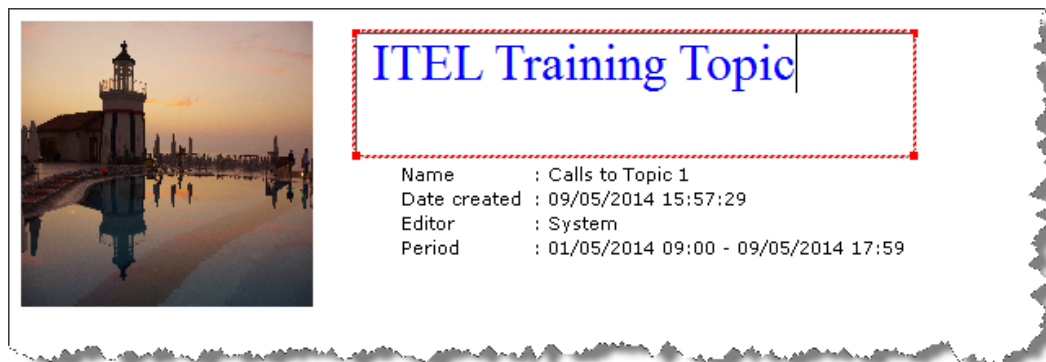 ITEL Training Topic
Name : Calls to Topic 1
Date created : 09/05/2014 15:57:29
Editor : System
Period : 01/05/2014 09:00 - 09/05/2014 17:59